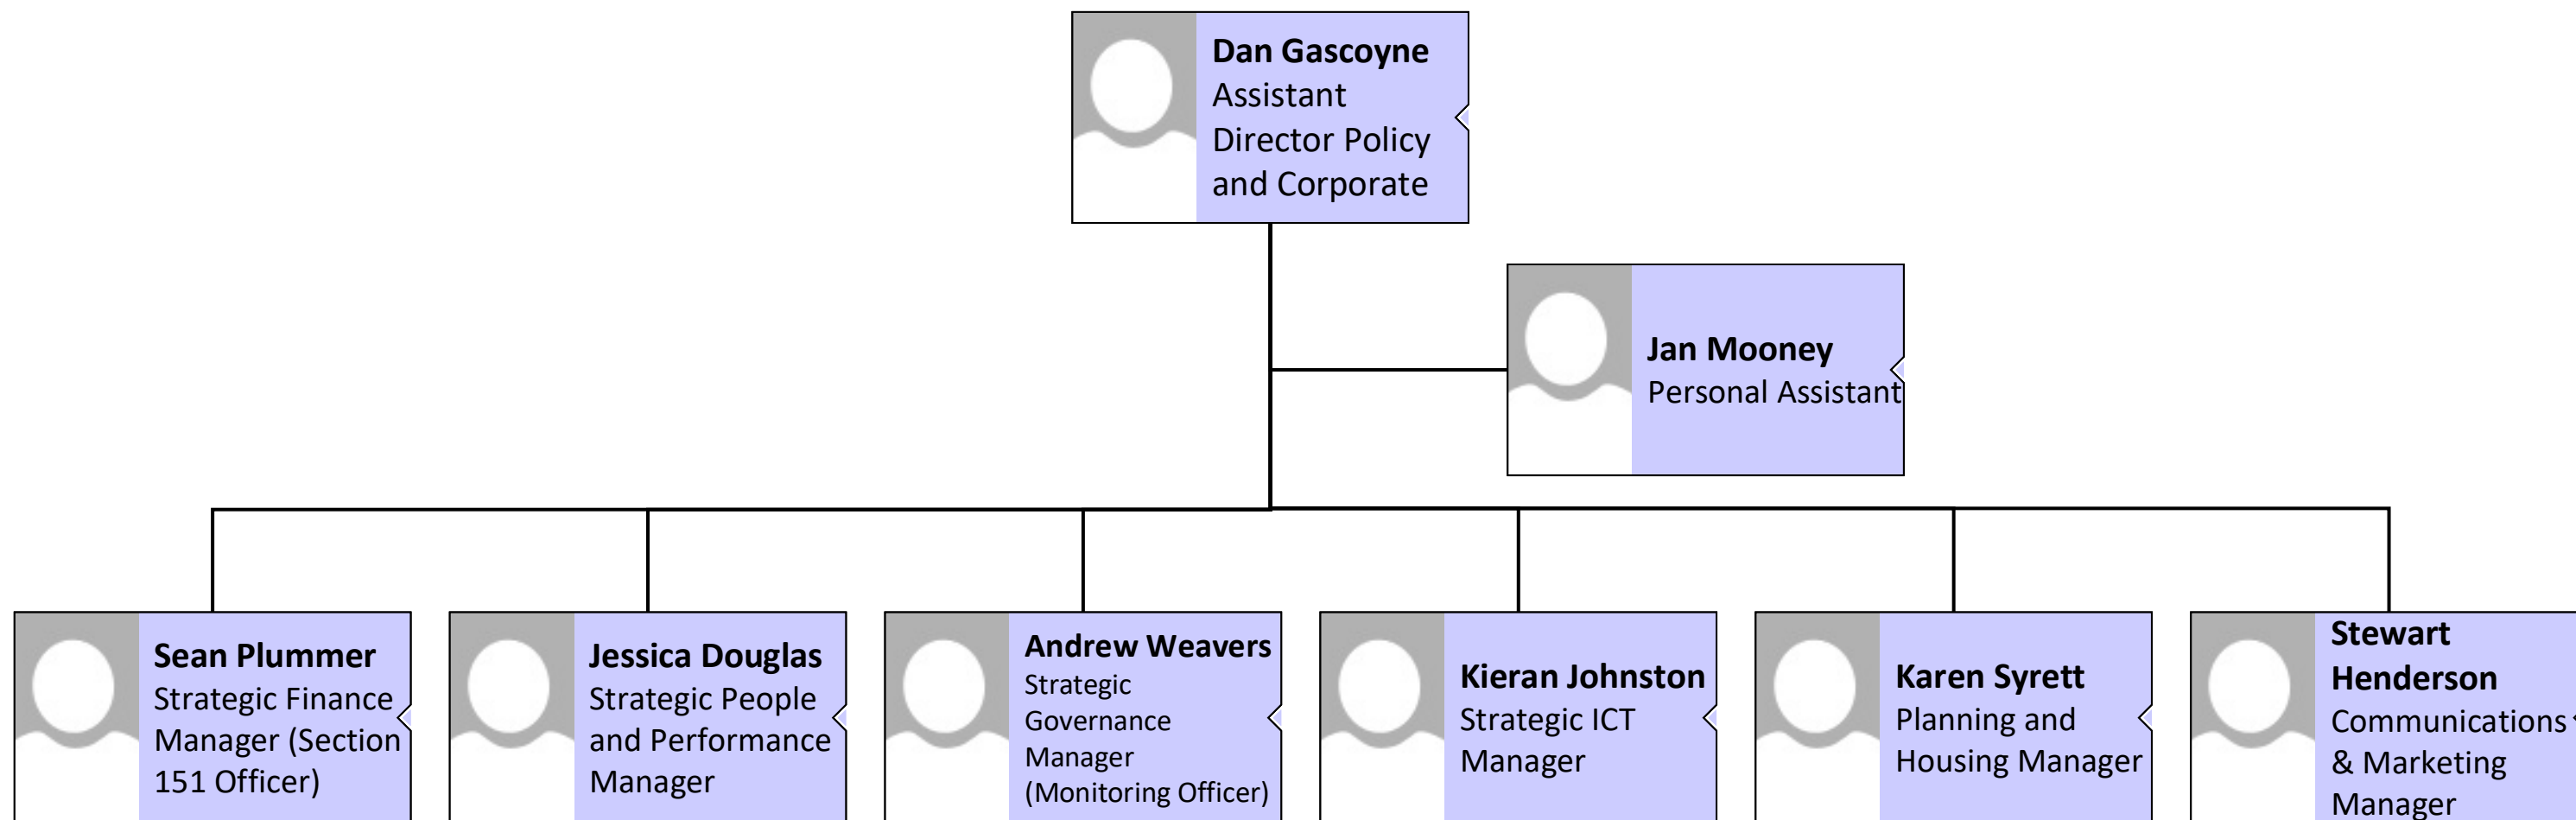 Dan Gascoyne
Assistant
Director Policy
and Corporate
Jan Mooney
Personal Assistant
Sean Plummer
Strategic Finance
Manager (Section
151 Officer)
Jessica Douglas
Strategic People
and Performance
Manager
Andrew Weavers
Strategic
Governance
Manager
(Monitoring Officer)
Kieran Johnston
Strategic ICT
Manager
Karen Syrett
Planning and
Housing Manager
Stewart
Henderson
Communications
& Marketing
Manager